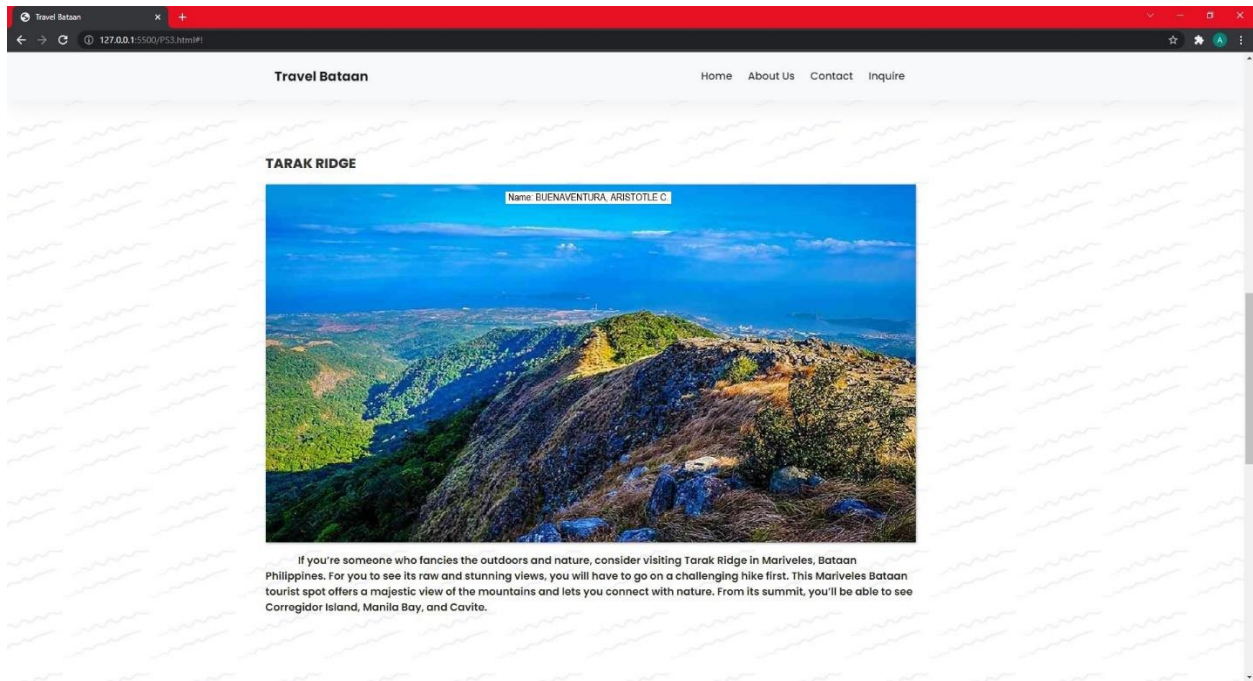 Travel Bataan
127.0.0.1:5500/PS3.html#!
A
Travel Bataan
Home About Us Contact Inquire
TARAK RIDGE
Name: BUENAVENTURA, ARISTOTLE C.
If you're someone who fancies the outdoors and nature, consider visiting Tarak Ridge in Mariveles, Bataan
Philippines. For you to see its raw and stunning views, you will have to go on a challenging hike first. This Mariveles Bataan
tourist spot offers a majestic view of the mountains and lets you connect with nature. From its summit, you'll be able to see
Corregidor Island, Manila Bay, and Cavite.